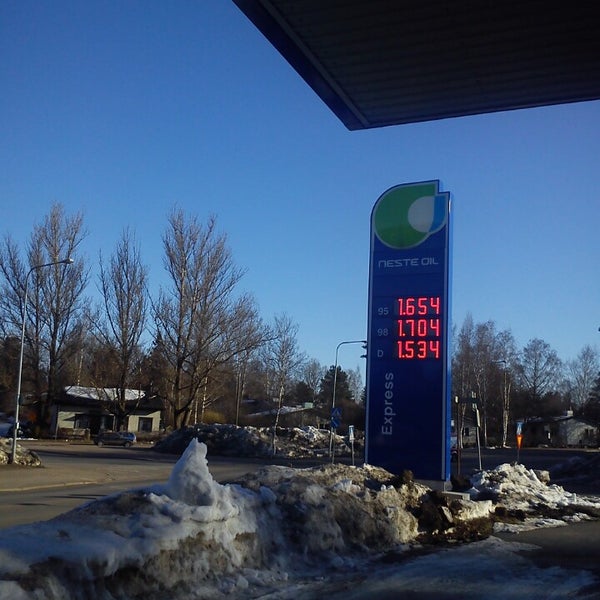 NESTE OIL
95 1.654
98 1.704
D 1.534
Express